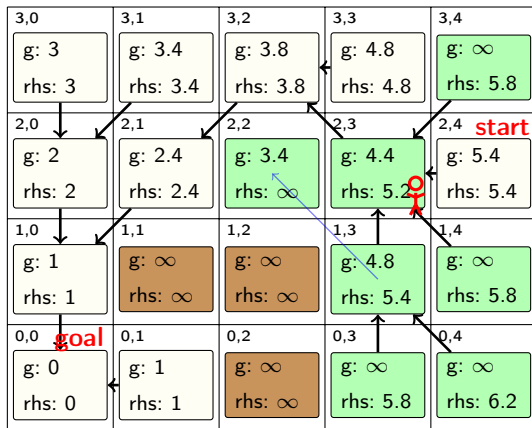 3,0 3,1 3,2 3,3 3,4
g: 3 g: 3.4 g: 3.8 g: 4.8 g: ∞
rhs: 3 rhs: 3.4 rhs: 3.8 rhs: 4.8 rhs: 5.8
2,0 2,1 2,2 2,3 2,4 start
g: 2 g: 2.4 g: 3.4 g: 4.4 g: 5.4
rhs: 2 rhs: 2.4 rhs: ∞ rhs: 5.2 rhs: 5.4
1,0 1,1 1,2 1,3 1,4
g: 1 g: ∞ g: ∞ g: 4.8 g: ∞
rhs: 1 rhs: ∞ rhs: ∞ rhs: 5.4 rhs: 5.8
0,0 goal 0,1 0,2 0,3 0,4
g: 0 g: 1 g: ∞ g: ∞ g: ∞
rhs: 0 rhs: 1 rhs: ∞ rhs: 5.8 rhs: 6.2